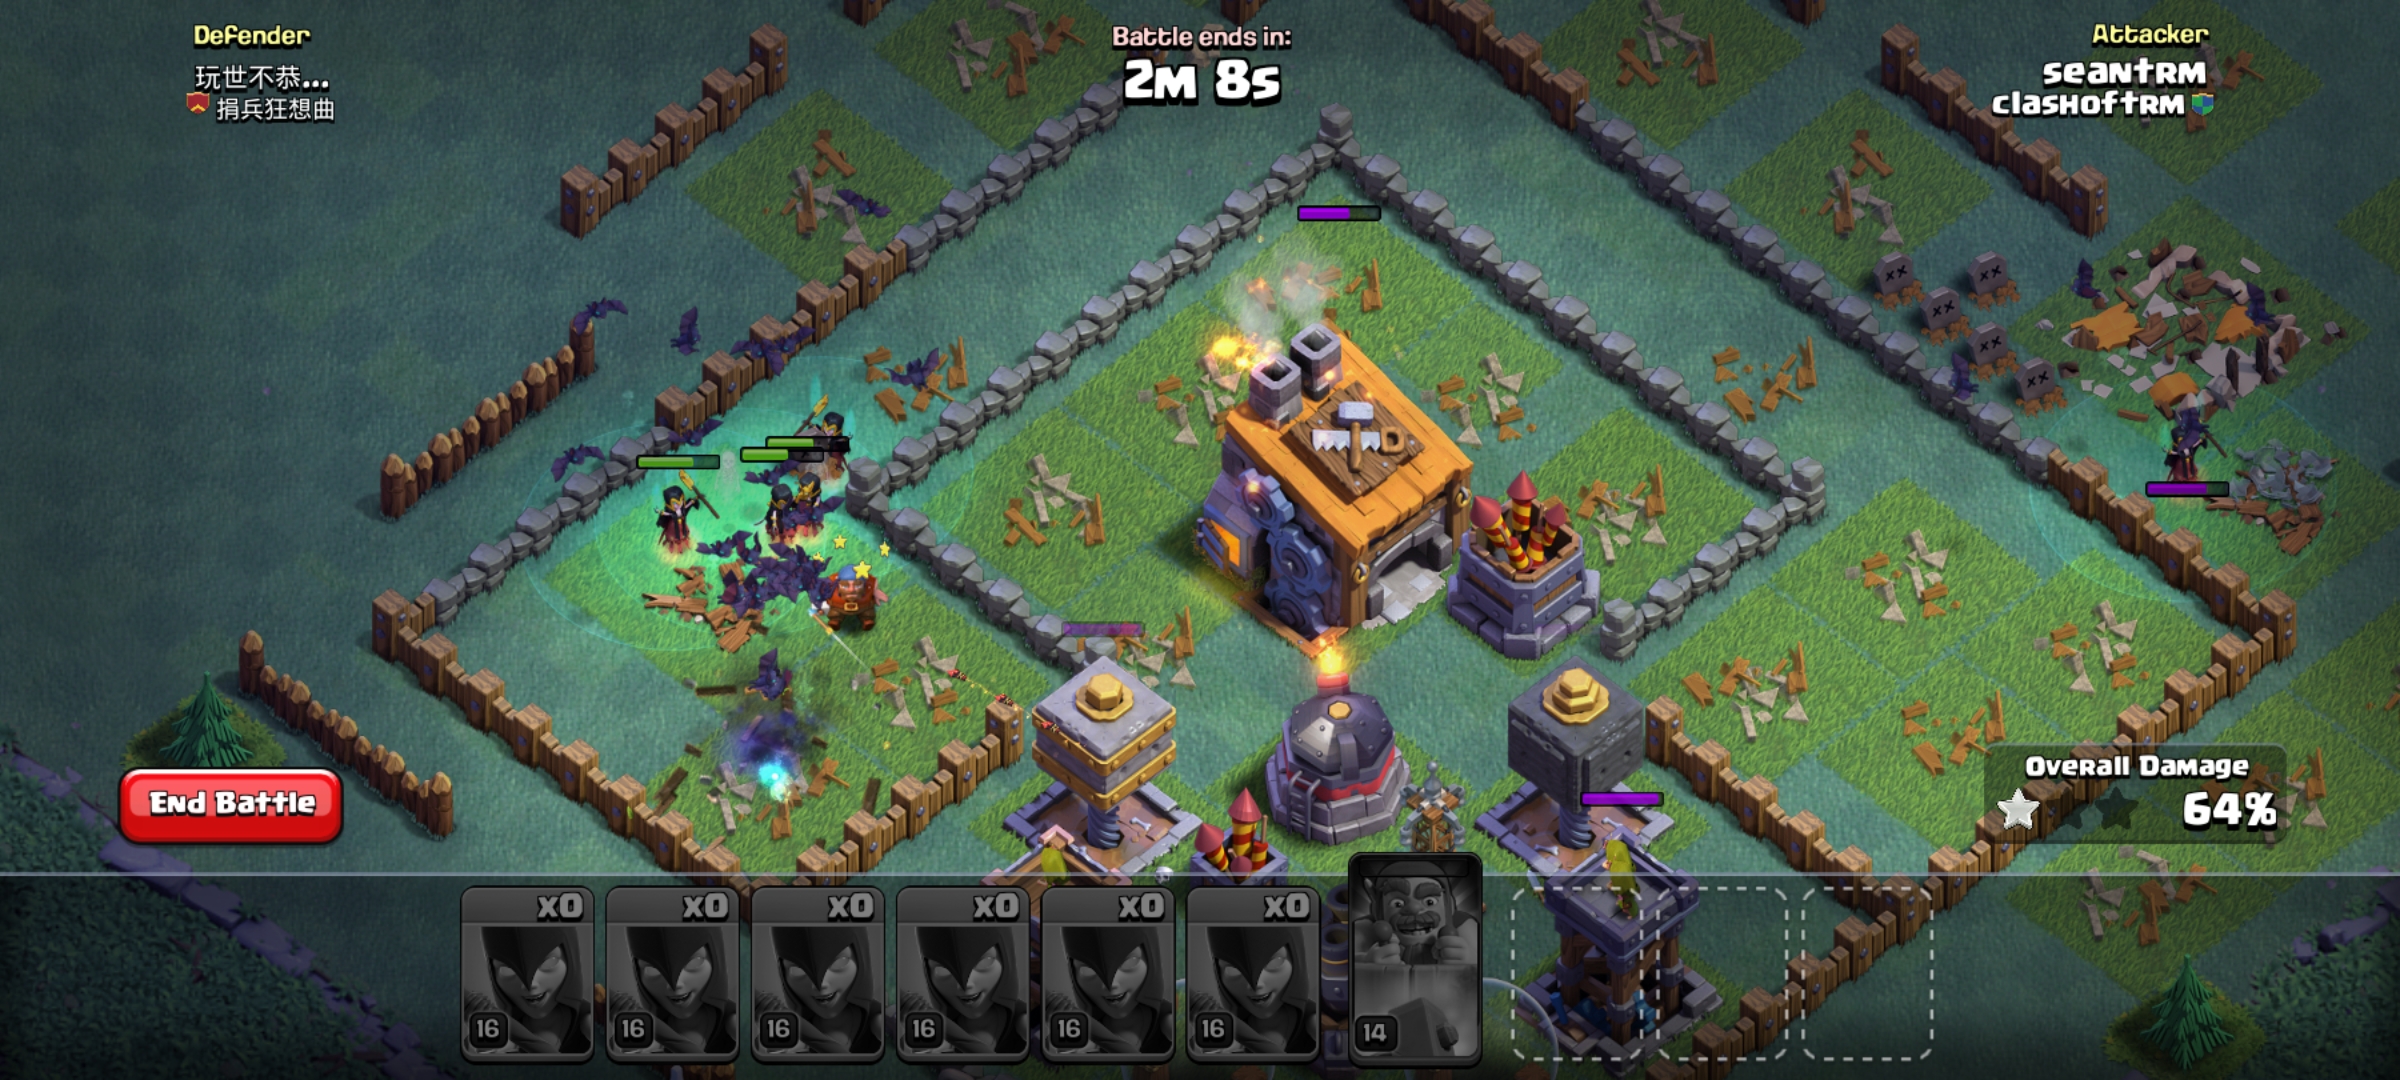 Defender
玩世不恭...
捐兵狂想曲
Battle ends in:
2M 8s
Attacker
seantRM
clashoftRM
End Battle
Overall Damage
64%
x0
x0
x0
x0
x0
x0
16
16
16
16
16
16
14